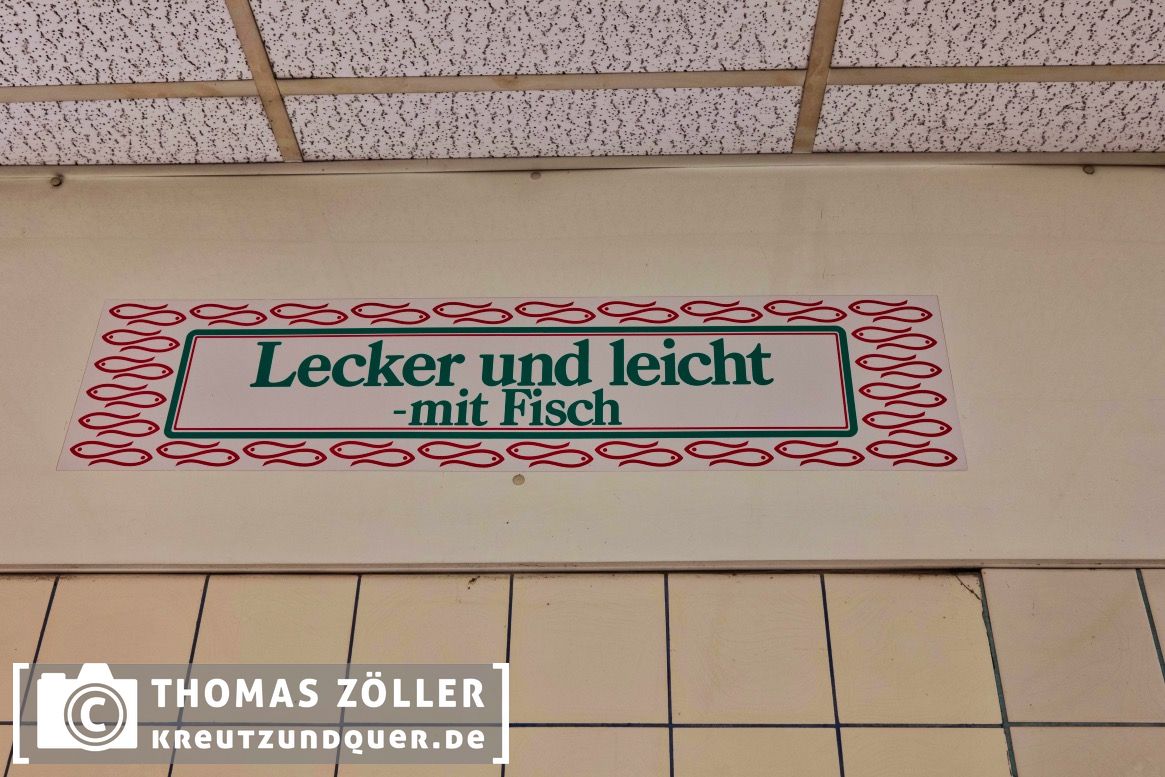 Lecker und leicht
-mit Fisch
THOMAS ZÖLLER
KREUTZUNDQUER.DE